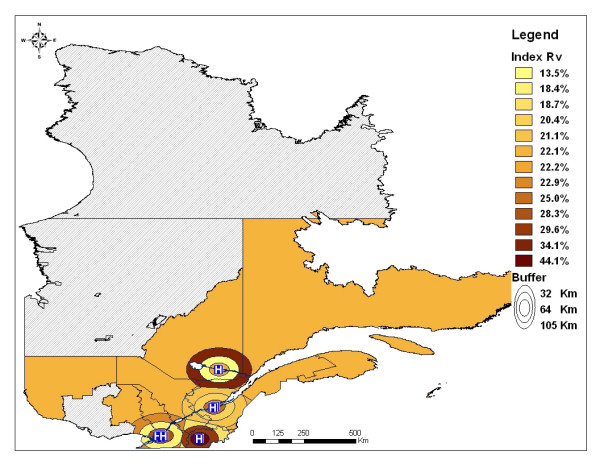 N
W E
S
Legend
Index Rv
13.5%
18.4%
18.7%
20.4%
21.1%
22.1%
22.2%
22.9%
25.0%
28.3%
29.6%
34.1%
44.1%
Buffer
32 Km
64 Km
105 Km
H
H
HH
H
0 125 250 500
Km